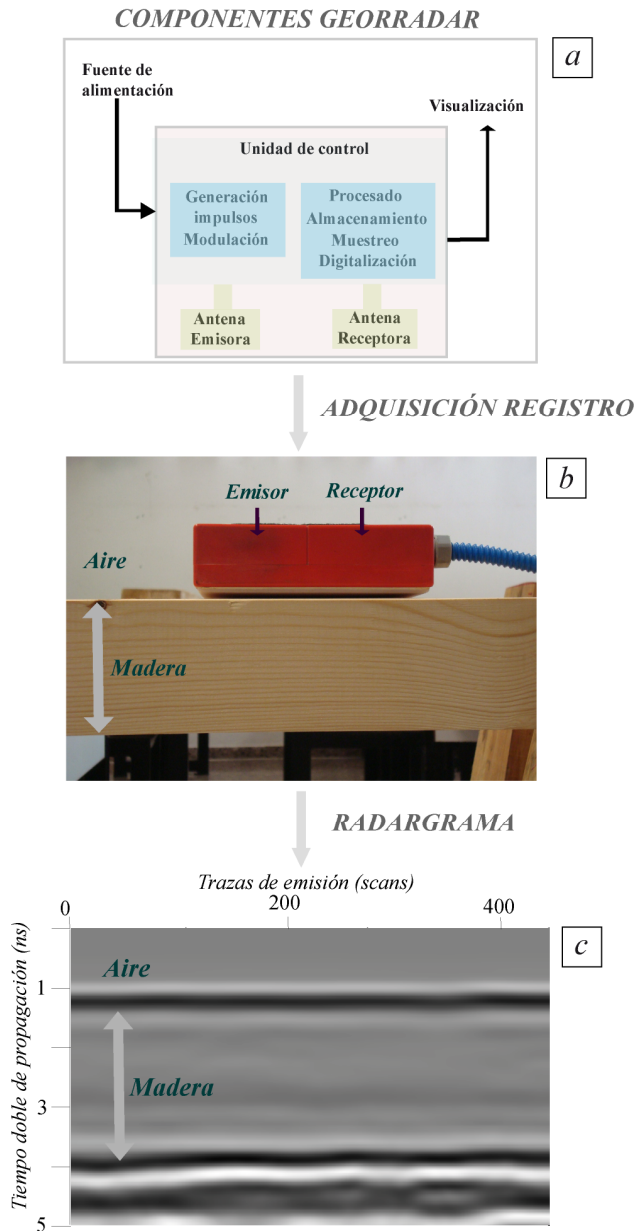 COMPONENTES GEORRADAR
a
Fuente de
alimentación
Visualización
Unidad de control
Generación
impulsos
Modulación
Procesado
Almacenamiento
Muestreo
Digitalización
Antena
Emisora
Antena
Receptora
ADQUISICIÓN REGISTRO
b
Emisor
Receptor
Aire
Madera
RADARGRAMA
Trazas de emisión (scans)
0
200
400
c
Tiempo doble de propagación (ns)
1
3
5
Aire
Madera